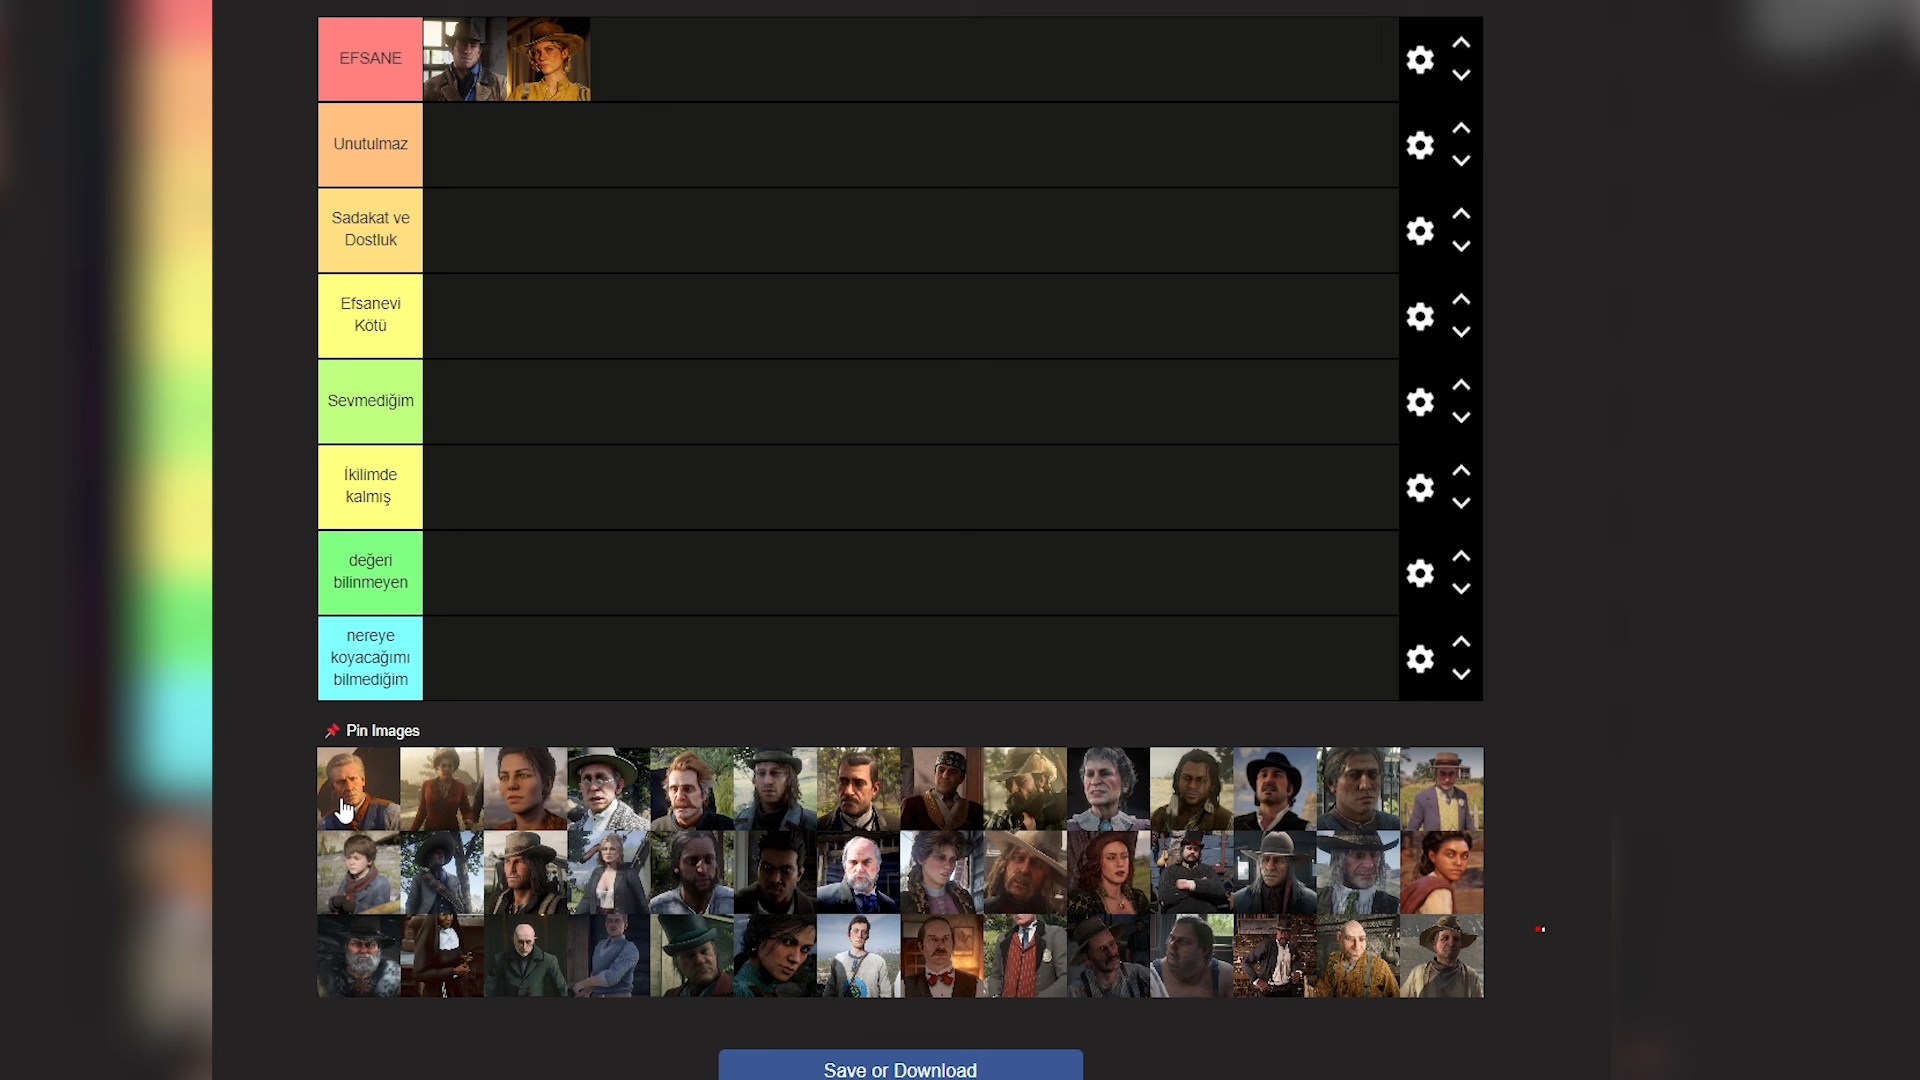 EFSANE
Unutulmaz
Sadakat ve
Dostluk
Efsanevi
Kötü
Sevmediğim
İkilimde
kalmış
değeri
bilinmeyen
nereye
koyacağımı
bilmediğim
Pin Images
Save or Download